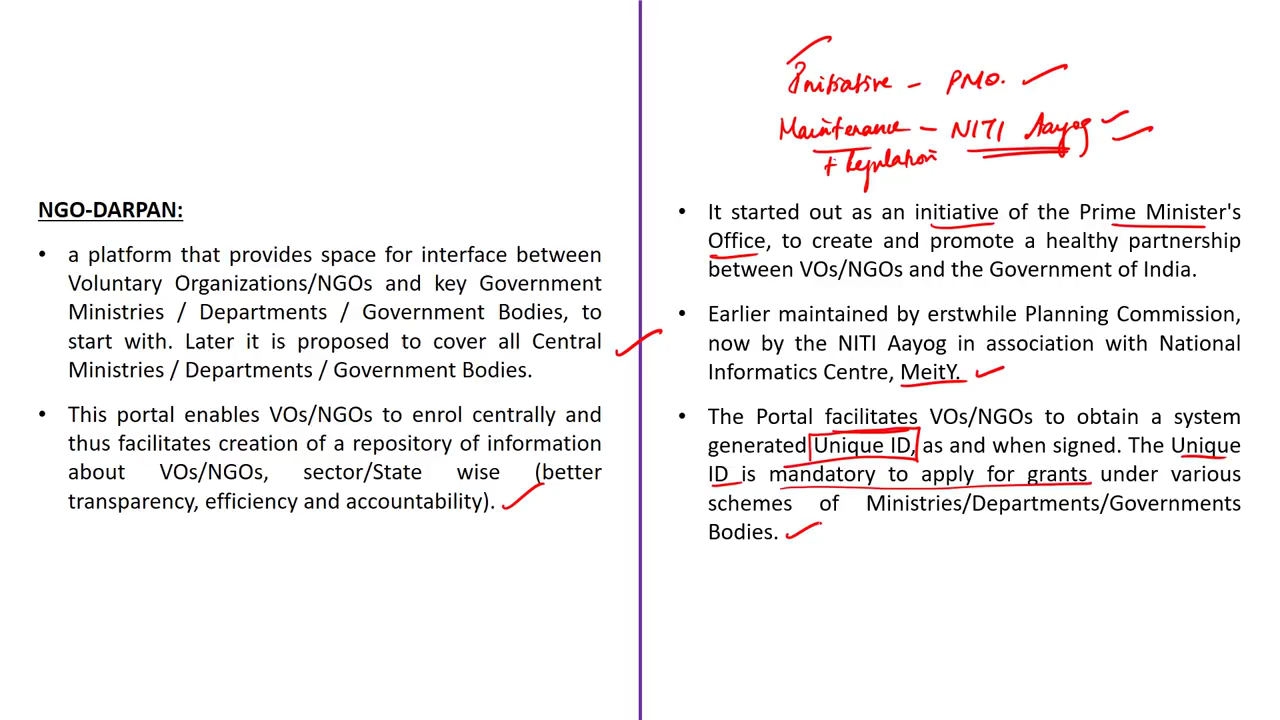 NGO-DARPAN:
• a platform that provides space for interface between
Voluntary Organizations/NGOs and key Government
Ministries / Departments / Government Bodies, to
start with. Later it is proposed to cover all Central
Ministries / Departments / Government Bodies.
• This portal enables VOs/NGOs to enrol centrally and
thus facilitates creation of a repository of information
about VOs/NGOs, sector/State wise (better
transparency, efficiency and accountability).
Initiative - PMO.
Maintenance - NITI Aayog
+ Regulation
• It started out as an initiative of the Prime Minister's
Office, to create and promote a healthy partnership
between VOs/NGOs and the Government of India.
• Earlier maintained by erstwhile Planning Commission,
now by the NITI Aayog in association with National
Informatics Centre, MeitY.
• The Portal facilitates VOs/NGOs to obtain a system
generated Unique ID, as and when signed. The Unique
ID is mandatory to apply for grants under various
schemes of Ministries/Departments/Governments
Bodies.